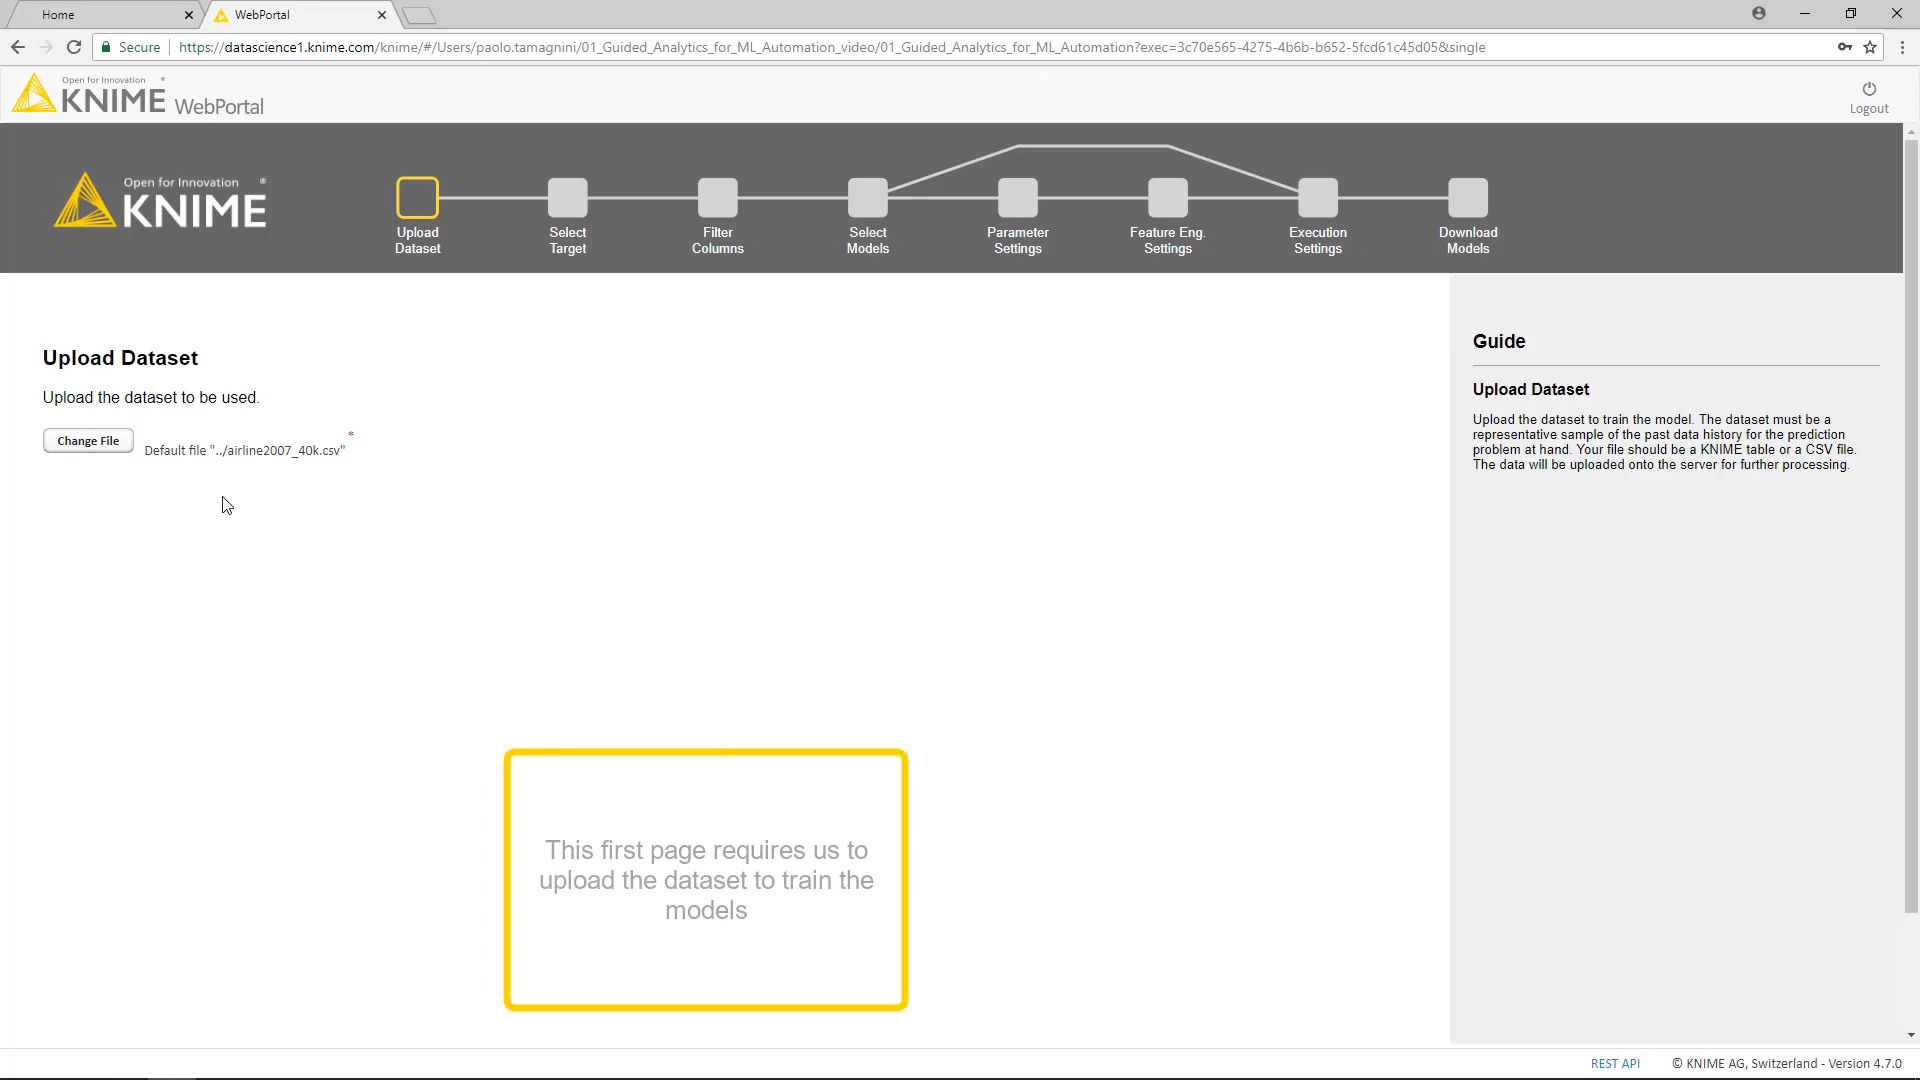 Home
WebPortal
Secure
https://datascience1.knime.com/knime/#/Users/paolo.tamagnini/01_Guided_Analytics_for_ML_Automation_video/01_Guided_Analytics_for_ML_Automation?exec=3c70e565-4275-4b6b-b652-5fcd61c45d05&single
Open for Innovation ®
KNIME WebPortal
Logout
Open for Innovation ®
KNIME
Upload
Dataset
Select
Target
Filter
Columns
Select
Models
Parameter
Settings
Feature Eng.
Settings
Execution
Settings
Download
Models
Upload Dataset
Upload the dataset to be used.
Change File
Default file "../airline2007_40k.csv" *
Guide
Upload Dataset
Upload the dataset to train the model. The dataset must be a
representative sample of the past data history for the prediction
problem at hand. Your file should be a KNIME table or a CSV file.
The data will be uploaded onto the server for further processing.
This first page requires us to
upload the dataset to train the
models
REST API
© KNIME AG, Switzerland - Version 4.7.0